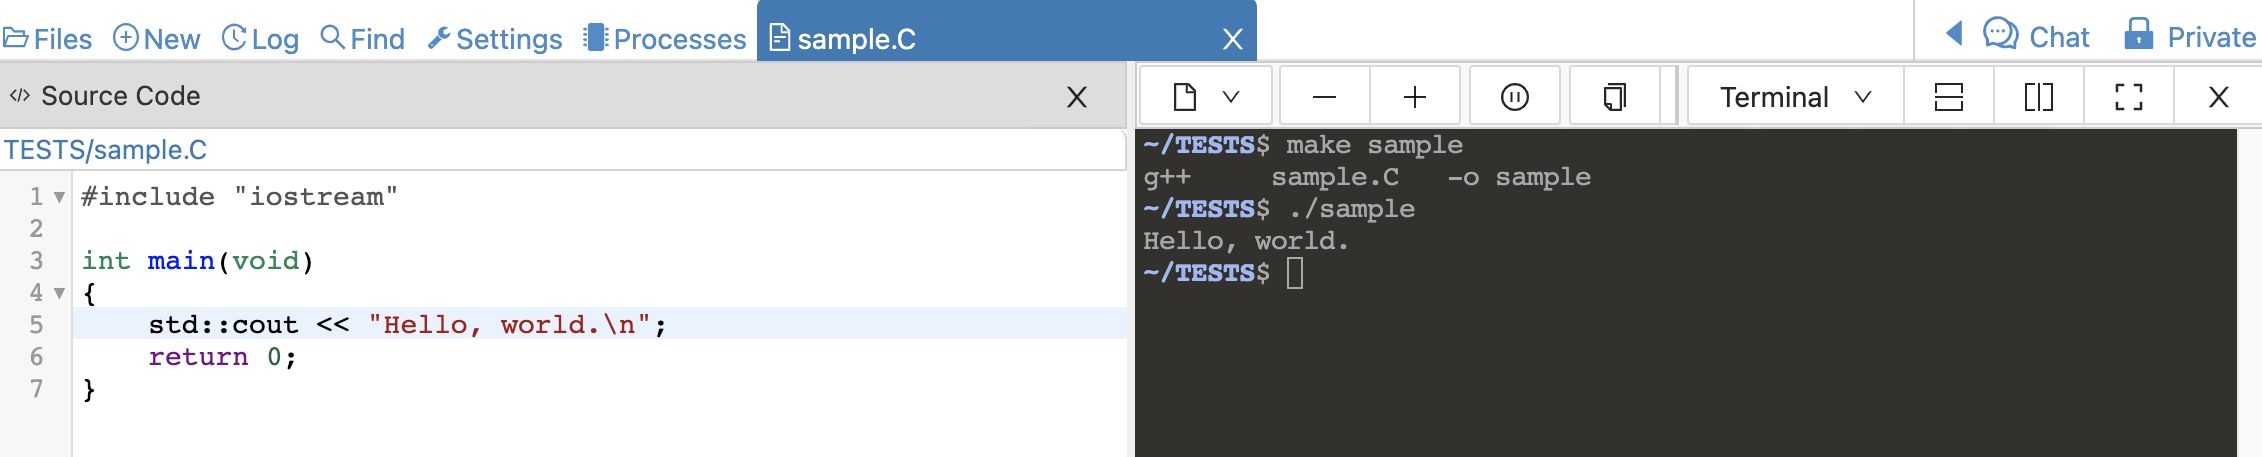 Files New Log Find Settings Processes sample.C X Chat Private
</> Source Code X
TESTS/sample.C
1 #include "iostream"
2
3 int main(void)
4 {
5     std::cout << "Hello, world.\n";
6     return 0;
7 }
Terminal X
~/TESTS$ make sample
g++     sample.C   -o sample
~/TESTS$ ./sample
Hello, world.
~/TESTS$